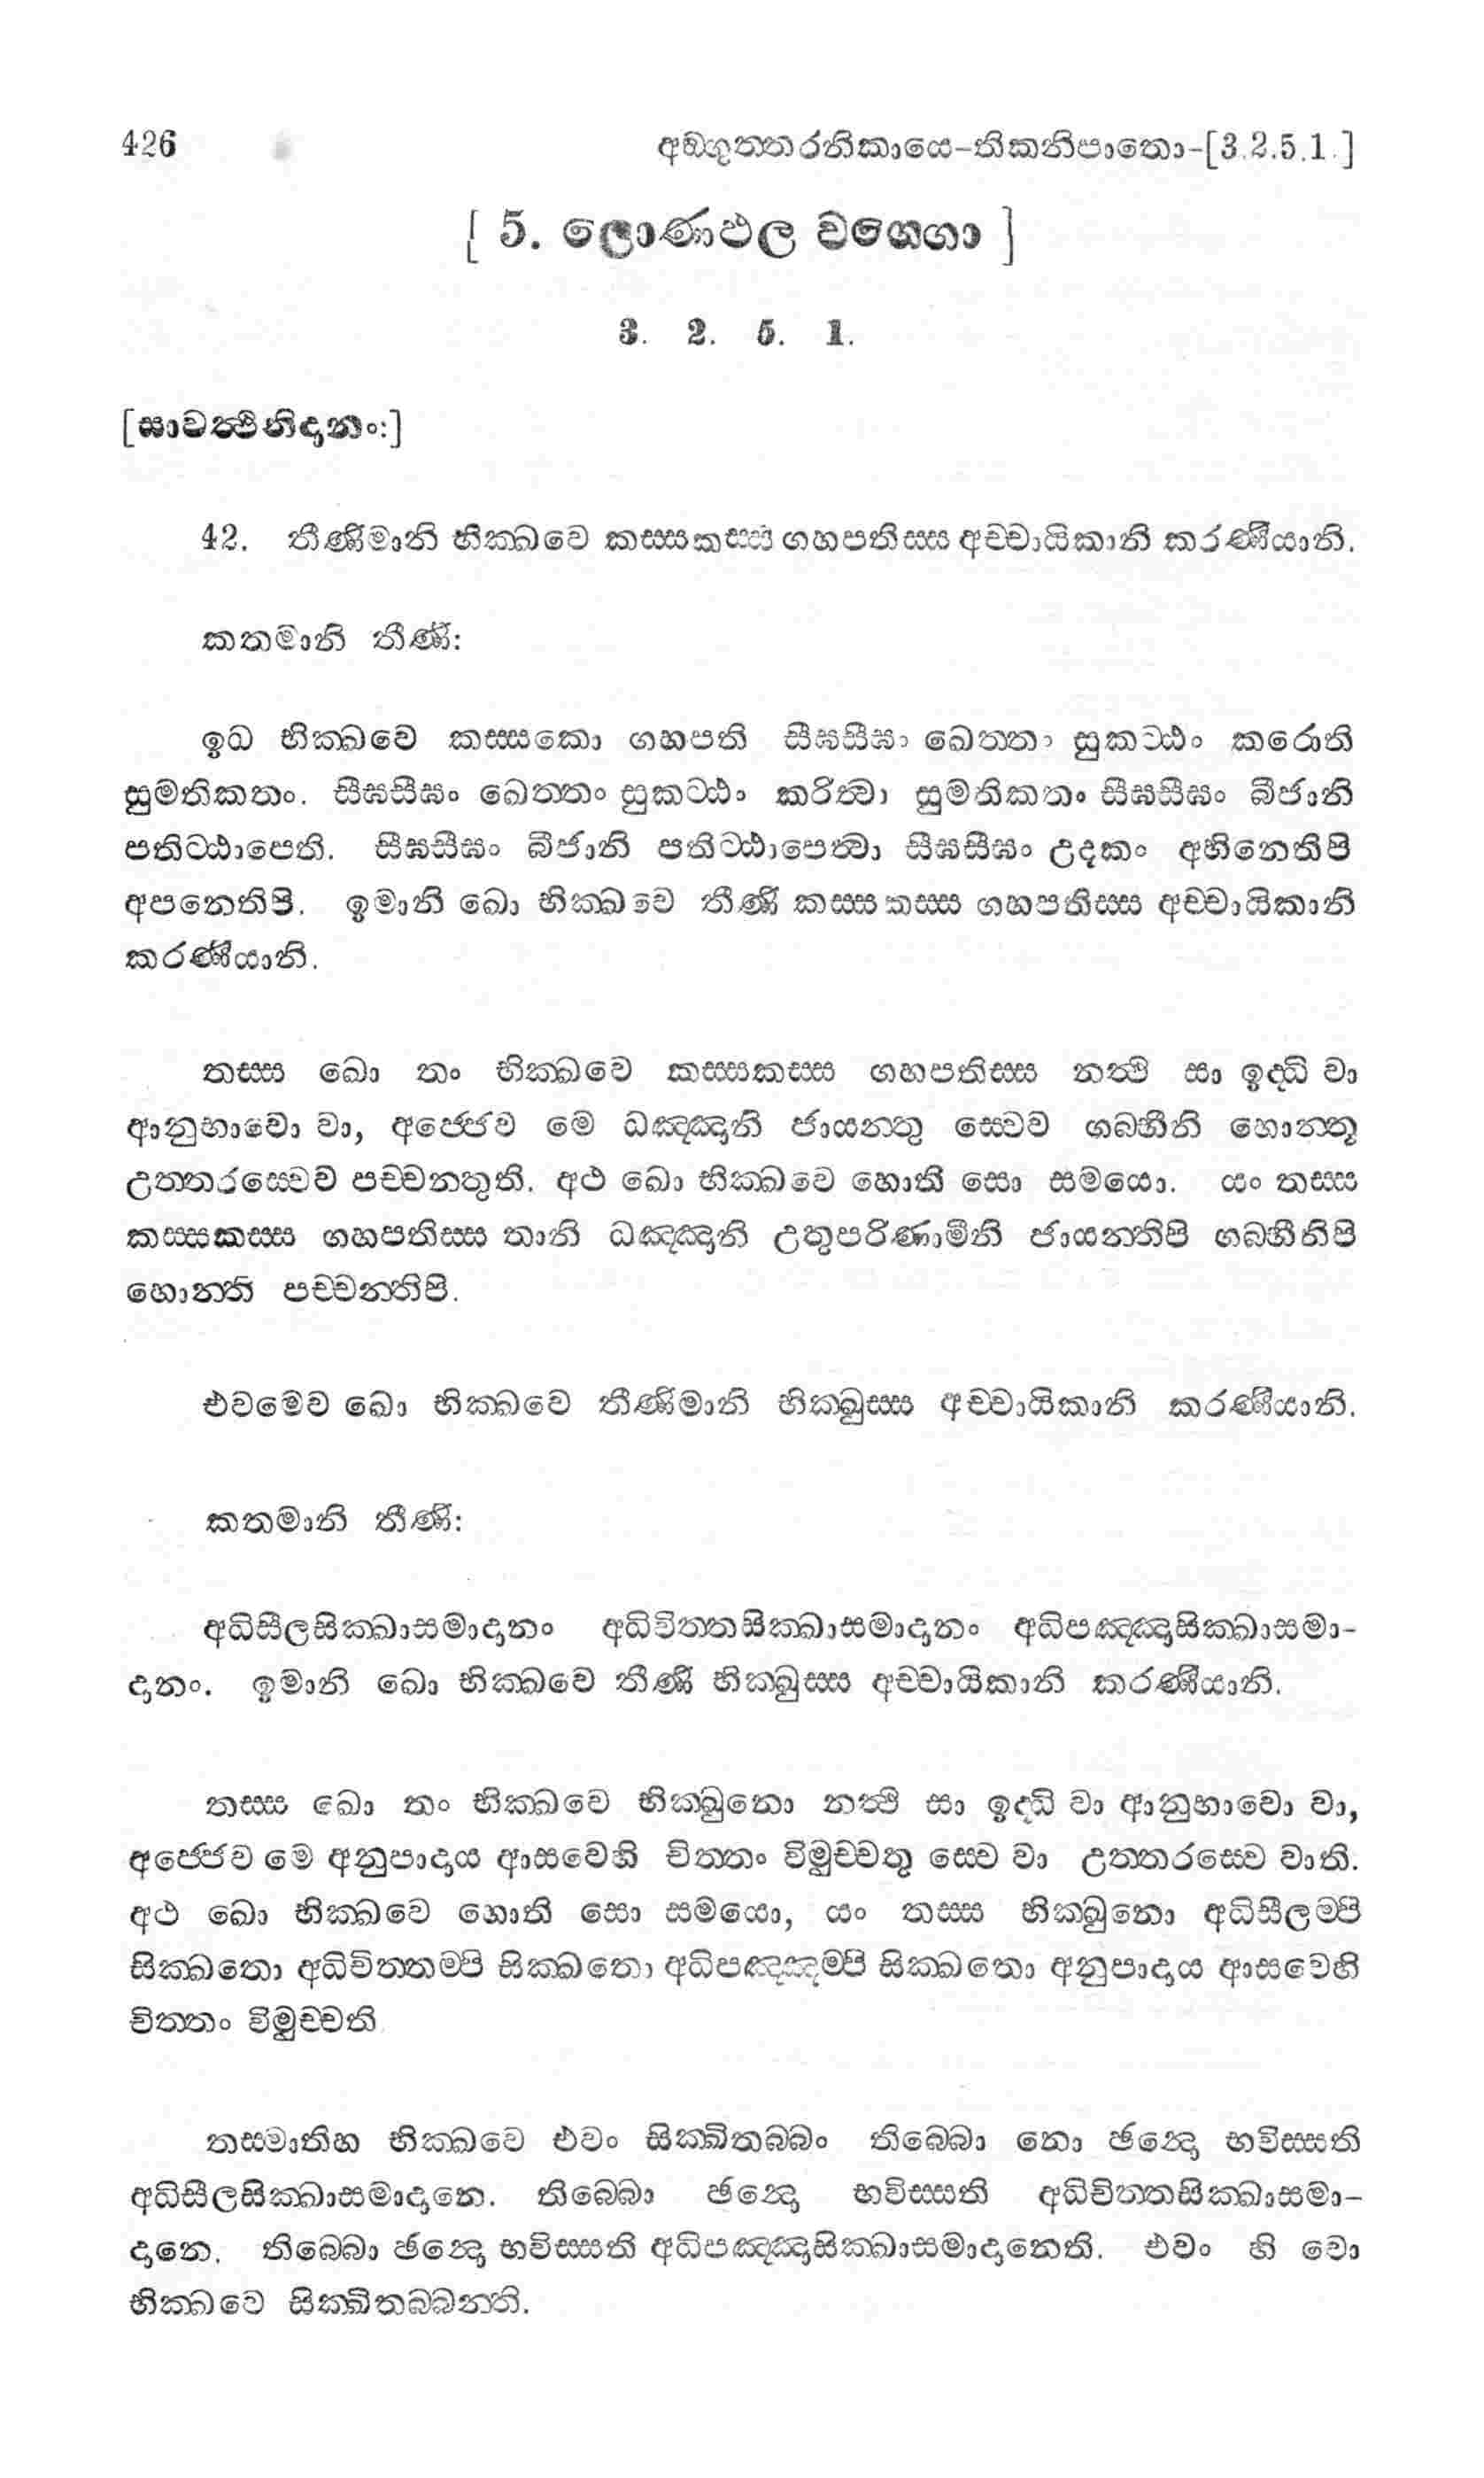 426 අඞ්ගුත්තරනිකායෙ-තිකනිපාතො-[3.2.5.1.]
[ 5. ලොණඵල වග්ගො ]
3. 2. 5. 1.
[සාවත්ථිනිදානං:]
42. තීණිමානි භික්ඛවෙ කස්සකස්ස ගහපතිස්ස අච්චායිකානි කරණීයානි.
කතමානි තීණි:
ඉධ භික්ඛවෙ කස්සකො ගහපති සීඝසීඝං ඛෙත්තං සුකට්ඨං කරොති
සුමතිකතං. සීඝසීඝං ඛෙත්තං සුකට්ඨං කරිත්වා සුමතිකතං සීඝසීඝං බීජානි
පතිට්ඨාපෙති. සීඝසීඝං බීජානි පතිට්ඨාපෙත්වා සීඝසීඝං උදකං අභිනෙතිපි
අපනෙතිපි. ඉමානි ඛො භික්ඛවෙ තීණි කස්සකස්ස ගහපතිස්ස අච්චායිකානි
කරණීයානි.
තස්ස ඛො තං භික්ඛවෙ කස්සකස්ස ගහපතිස්ස නත්ථි සා ඉද්ධි වා
ආනුභාවො වා, අජ්ජෙව මෙ ධඤ්ඤානි ජායන්තු ස්වෙව ගබ්භීනි හොන්තු
උත්තරස්වෙව පච්චනතුති. අථ ඛො භික්ඛවෙ හොති සො සමයො. යං තස්ස
කස්සකස්ස ගහපතිස්ස තානි ධඤ්ඤානි උතුපරිණාමීනි ජායන්තිපි ගබ්භීනිපි
හොන්ති පච්චන්තිපි.
එවමෙව ඛො භික්ඛවෙ තීණිමානි භික්ඛුස්ස අච්චායිකානි කරණීයානි.
කතමානි තීණි:
අධිසීලසික්ඛාසමාදානං අධිචිත්තසික්ඛාසමාදානං අධිපඤ්ඤාසික්ඛාසමා-
දානං. ඉමානි ඛො භික්ඛවෙ තීණි භික්ඛුස්ස අච්චායිකානි කරණීයානි.
තස්ස ඛො තං භික්ඛවෙ භික්ඛුනො නත්ථි සා ඉද්ධි වා ආනුභාවො වා,
අජ්ජෙව මෙ අනුපාදාය ආසවෙහි චිත්තං විමුච්චතු ස්වෙ වා උත්තරස්වෙ වාති.
අථ ඛො භික්ඛවෙ හොති සො සමයො, යං තස්ස භික්ඛුනො අධිසීලම්පි
සික්ඛතො අධිචිත්තම්පි සික්ඛතො අධිපඤ්ඤම්පි සික්ඛතො අනුපාදාය ආසවෙහි
චිත්තං විමුච්චති
තස්මාතිහ භික්ඛවෙ එවං සික්ඛිතබ්බං තිබ්බො නො ඡන්දො භවිස්සති
අධිසීලසික්ඛාසමාදානෙ. තිබ්බො ඡන්දො භවිස්සති අධිචිත්තසික්ඛාසමා-
දානෙ. තිබ්බො ඡන්දො භවිස්සති අධිපඤ්ඤාසික්ඛාසමාදානෙති. එවං හි වො
භික්ඛවෙ සික්ඛිතබ්බන්ති.